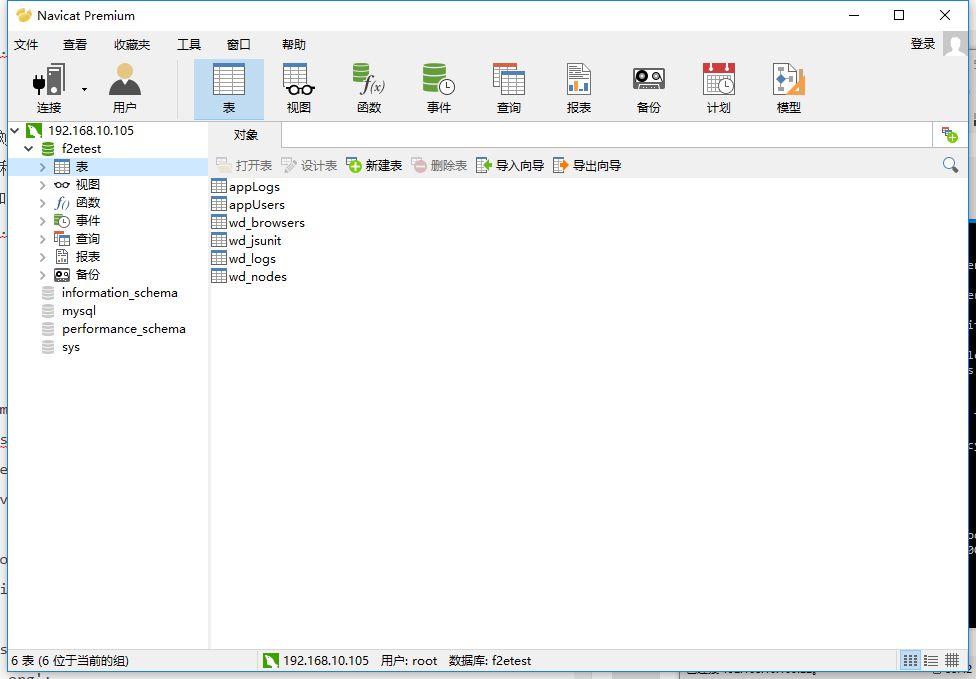 Navicat Premium
文件 查看 收藏夹 工具 窗口 帮助 登录
连接 用户 表 视图 函数 事件 查询 报表 备份 计划 模型
192.168.10.105
f2etest
表
视图
函数
事件
查询
报表
备份
information_schema
mysql
performance_schema
sys
对象
打开表 设计表 新建表 删除表 导入向导 导出向导
appLogs
appUsers
wd_browsers
wd_jsunit
wd_logs
wd_nodes
6 表 (6 位于当前的组) 192.168.10.105 用户: root 数据库: f2etest